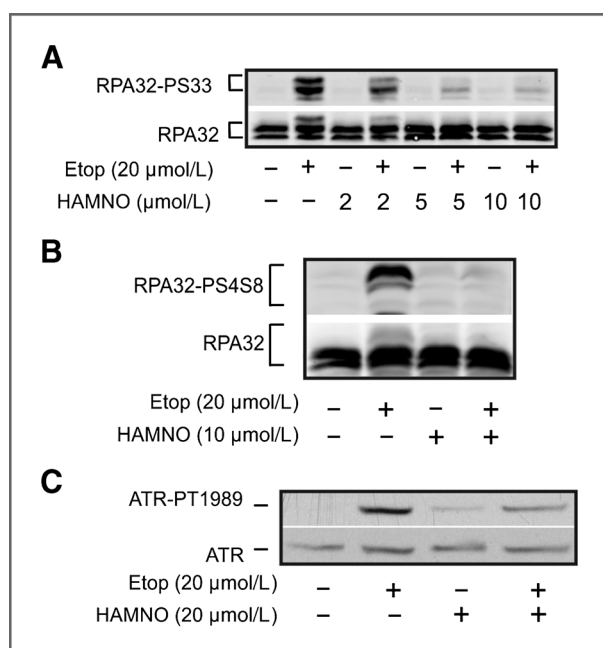 A
RPA32-PS33
RPA32
Etop (20 µmol/L) – + – + – + – +
HAMNO (µmol/L) – – 2 2 5 5 10 10
B
RPA32-PS4S8
RPA32
Etop (20 µmol/L) – + – +
HAMNO (10 µmol/L) – – + +
C
ATR-PT1989 –
ATR –
Etop (20 µmol/L) – + – +
HAMNO (20 µmol/L) – – + +